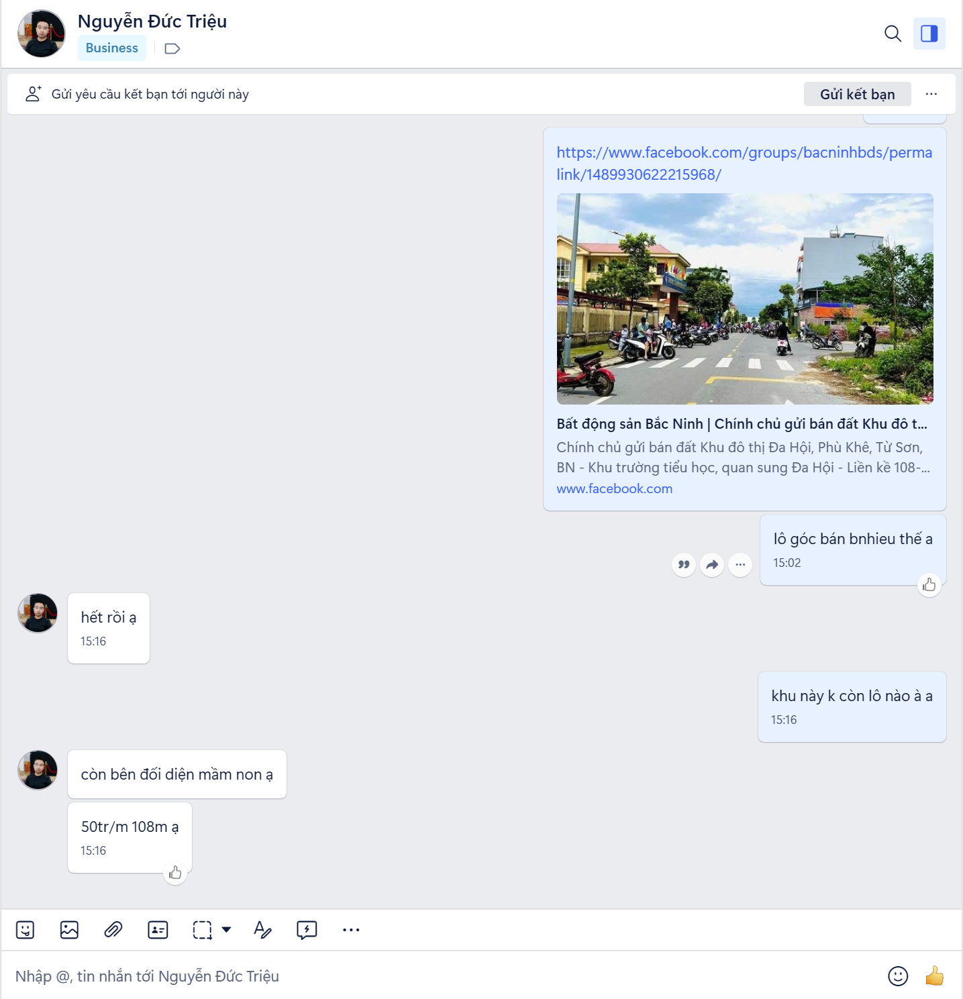 Nguyễn Đức Triệu
Business
Gửi yêu cầu kết bạn tới người này
Gửi kết bạn
https://www.facebook.com/groups/bacninhbds/perma
link/1489930622215968/
Bất động sản Bắc Ninh | Chính chủ gửi bán đất Khu đô t...
Chính chủ gửi bán đất Khu đô thị Đa Hội, Phù Khê, Từ Sơn,
BN - Khu trường tiểu học, quan sung Đa Hội - Liền kề 108-...
www.facebook.com
lô góc bán bnhieu thế a
15:02
hết rồi ạ
15:16
khu này k còn lô nào à a
15:16
còn bên đối diện mầm non ạ
50tr/m 108m ạ
15:16
Nhập @, tin nhắn tới Nguyễn Đức Triệu